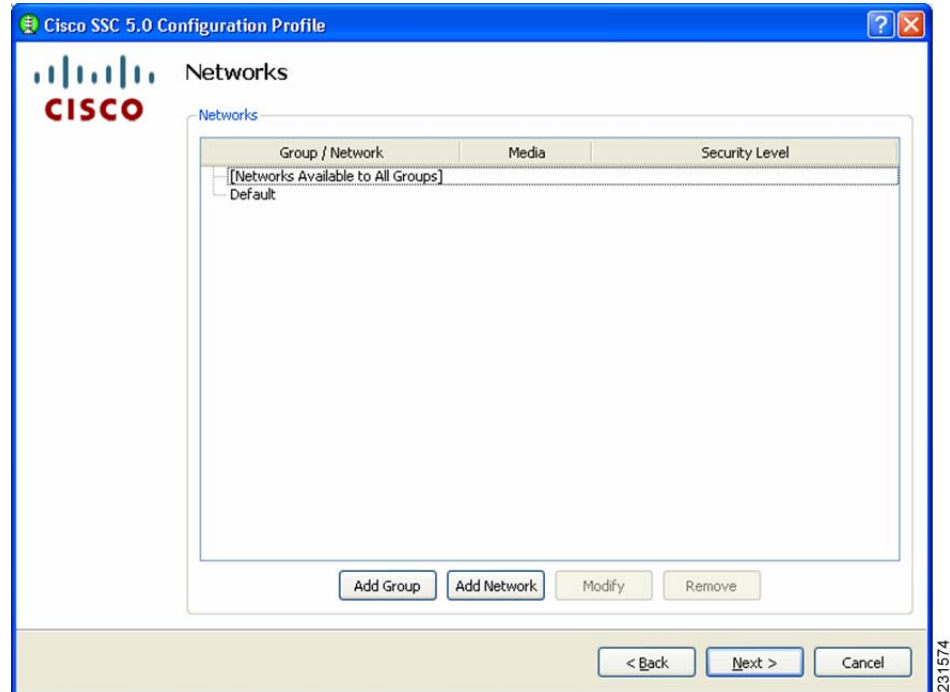 Cisco SSC 5.0 Configuration Profile
CISCO
Networks
Networks
Group / Network Media Security Level
[Networks Available to All Groups]
Default
Add Group Add Network Modify Remove
< Back Next > Cancel
231574